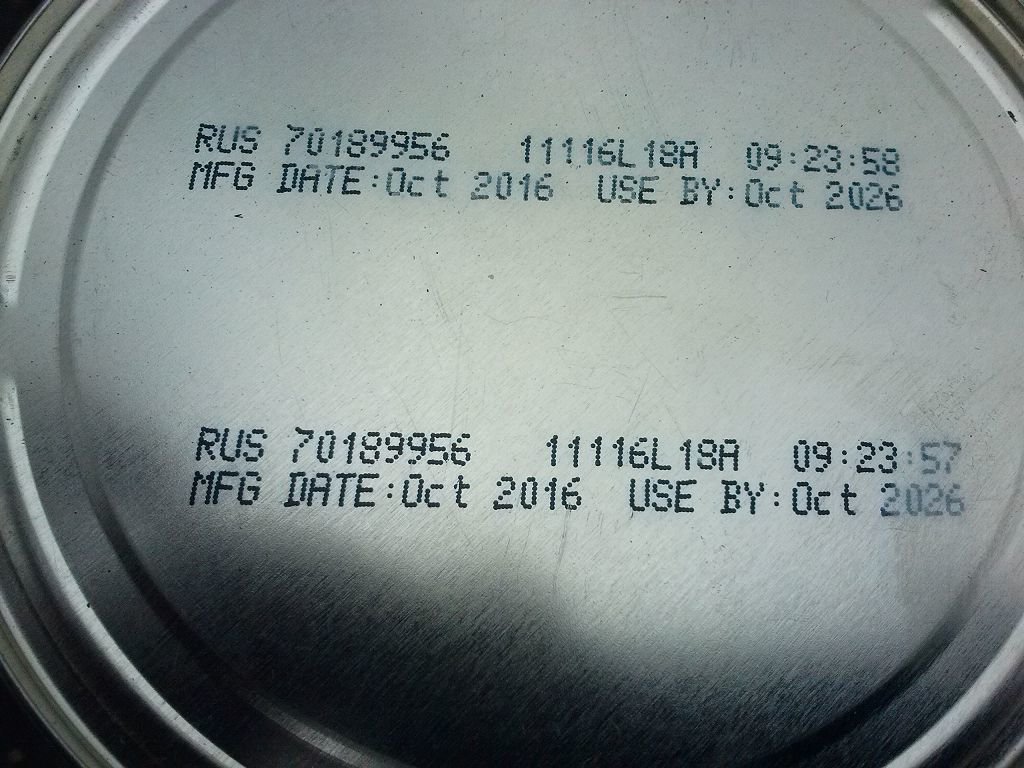 RUS 70189956 11116L18A 09:23:58
MFG DATE:Oct 2016 USE BY:Oct 2026
RUS 70189956 11116L18A 09:23:57
MFG DATE:Oct 2016 USE BY:Oct 2026